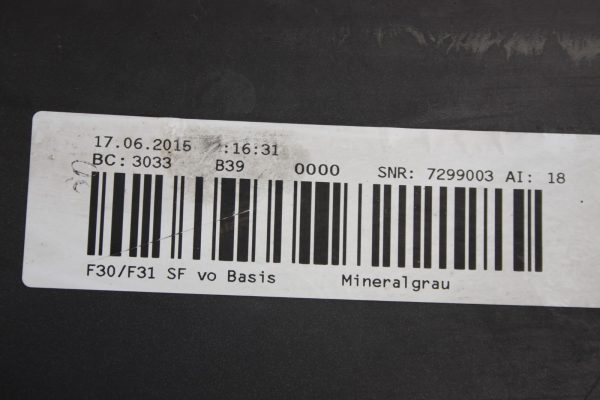 17.06.2015 :16:31
BC: 3033 B39 0000 SNR: 7299003 AI: 18
F30/F31 SF vo Basis Mineralgrau